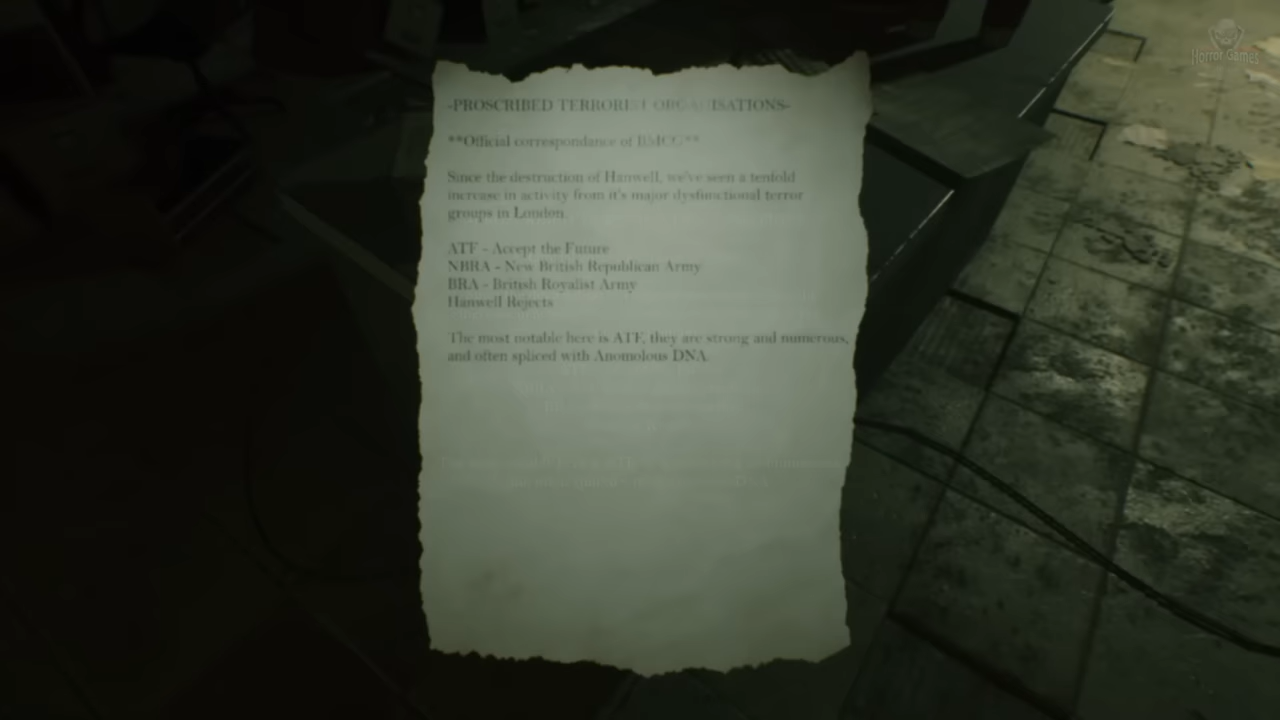 -PROSCRIBED TERRORIST ORGANISATIONS-
**Official correspondance of BMCG**
Since the destruction of Hanwell, we've seen a tenfold
increase in activity from it's major dysfunctional terror
groups in London.
ATF - Accept the Future
NBRA - New British Republican Army
BRA - British Royalist Army
Hanwell Rejects
The most notable here is ATF, they are strong and numerous,
and often spliced with Anomolous DNA.
Horror Games